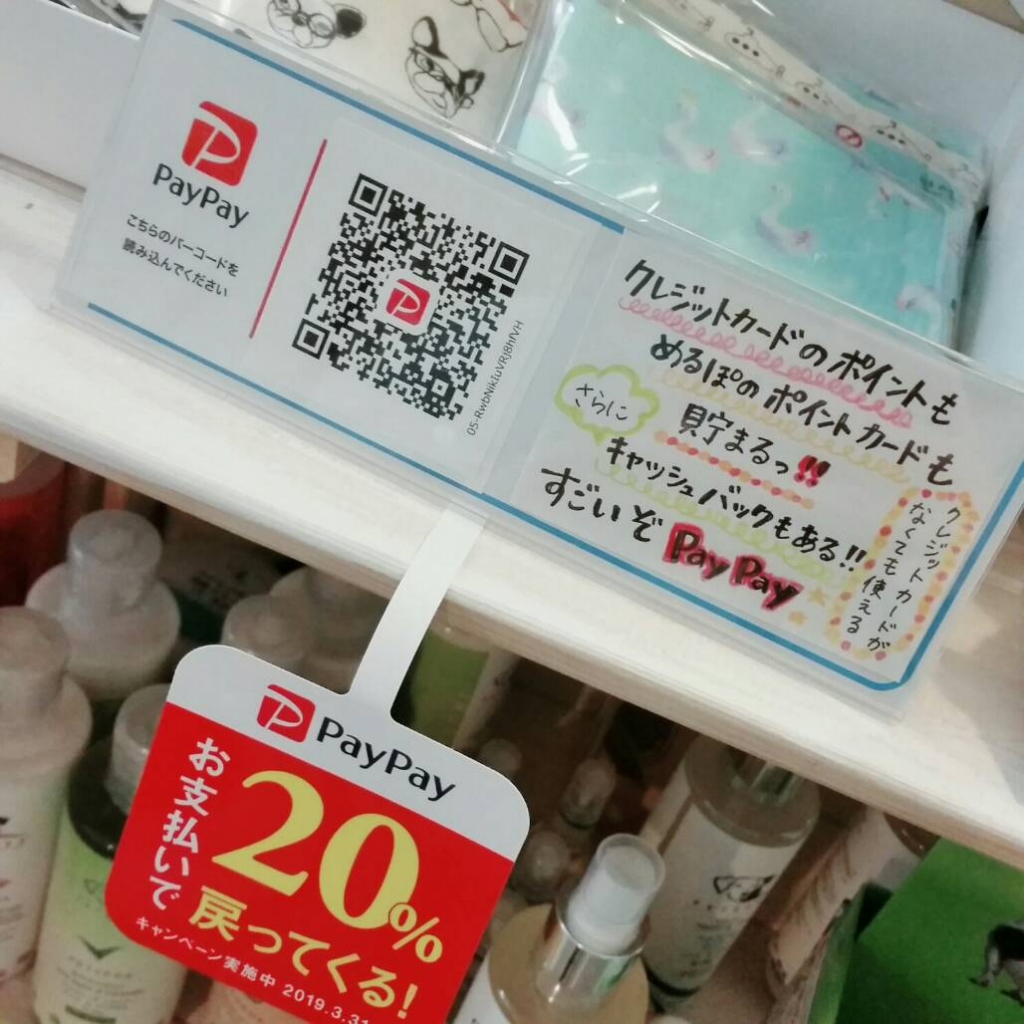 PayPay
こちらのバーコードを
読み込んでください
クレジットカードのポイントも
めるぽのポイントカードも
貯まるっ!!
さらに
キャッシュバックもある!!
すごいぞ PayPay
クレジットカードが
なくても使える
PayPay
お支払いで
20%
戻ってくる!
キャンペーン実施中 2019.3.31